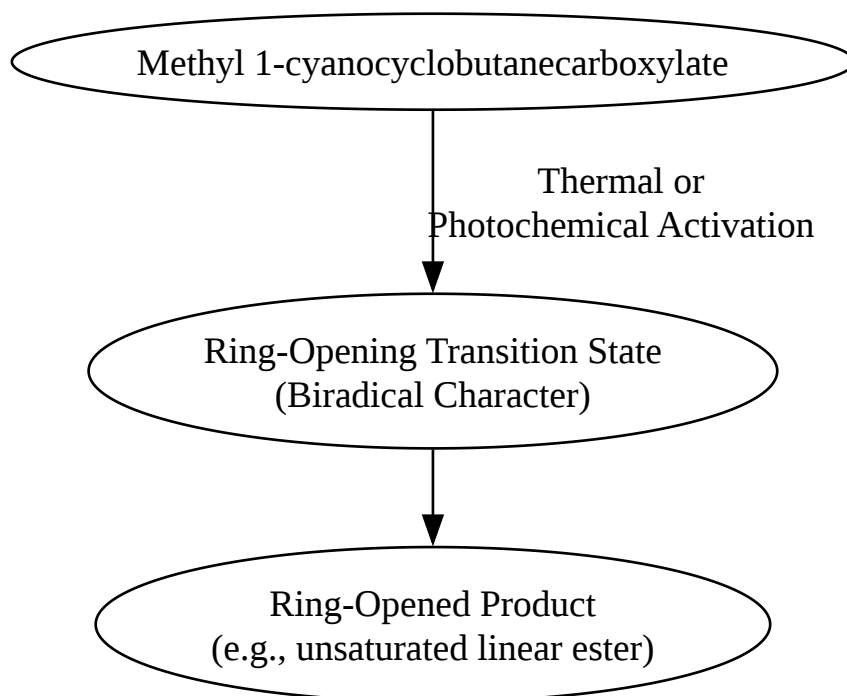 Methyl 1-cyanocyclobutanecarboxylate
Thermal or
Photochemical Activation
Ring-Opening Transition State
(Biradical Character)
Ring-Opened Product
(e.g., unsaturated linear ester)